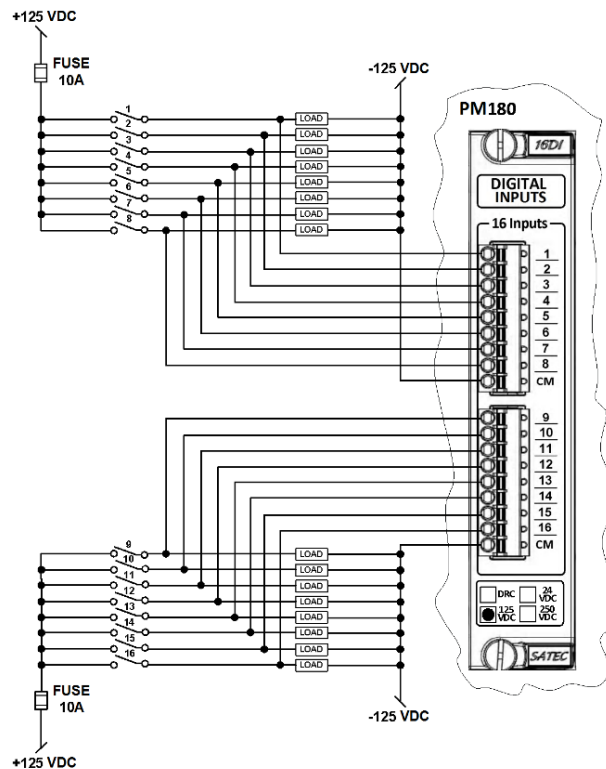 +125 VDC
FUSE
10A
-125 VDC
1
2
3
4
5
6
7
8
LOAD
LOAD
LOAD
LOAD
LOAD
LOAD
LOAD
LOAD
PM180
16DI
DIGITAL
INPUTS
16 Inputs
1
2
3
4
5
6
7
8
CM
9
10
11
12
13
14
15
16
CM
9
10
11
12
13
14
15
16
LOAD
LOAD
LOAD
LOAD
LOAD
LOAD
LOAD
LOAD
DRC
24
VDC
125
VDC
250
VDC
SATEC
FUSE
10A
-125 VDC
+125 VDC